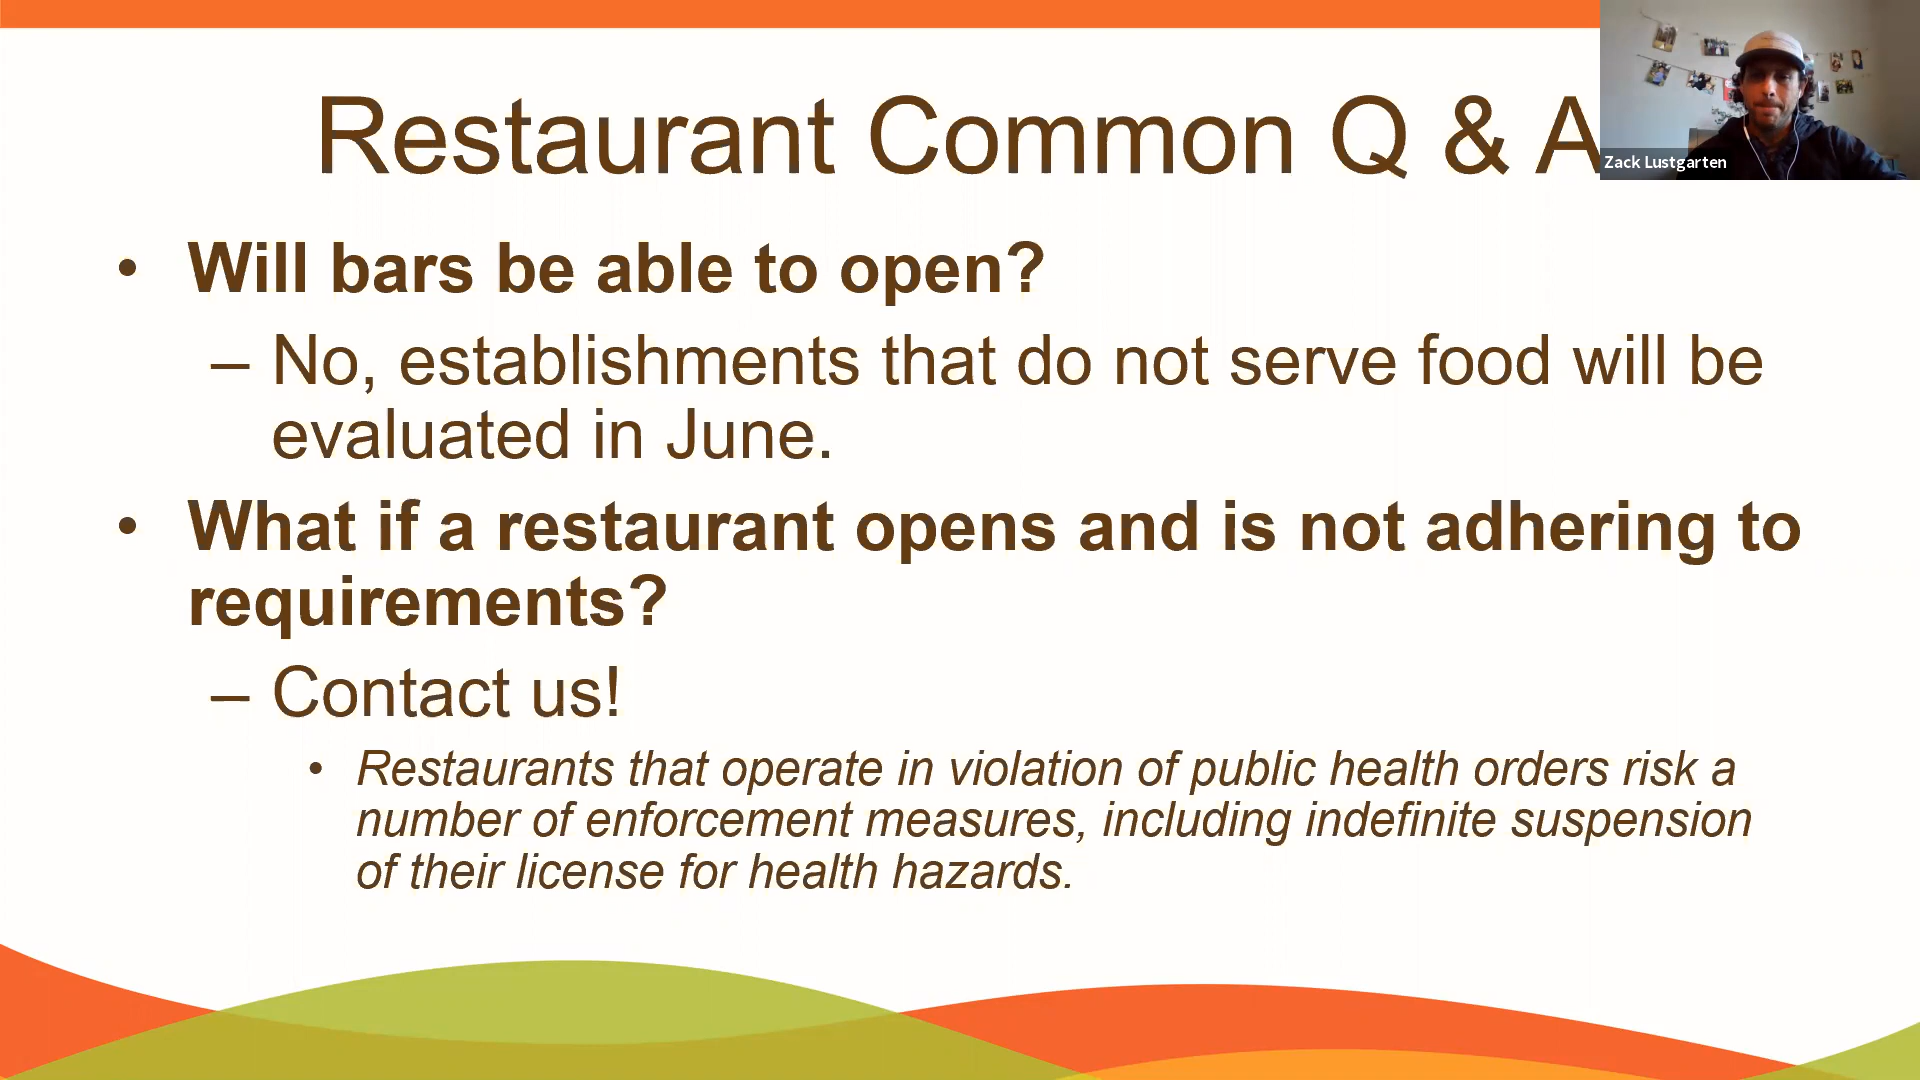 Restaurant Common Q & A
Zack Lustgarten
• Will bars be able to open?
– No, establishments that do not serve food will be
evaluated in June.
• What if a restaurant opens and is not adhering to
requirements?
– Contact us!
• Restaurants that operate in violation of public health orders risk a
number of enforcement measures, including indefinite suspension
of their license for health hazards.